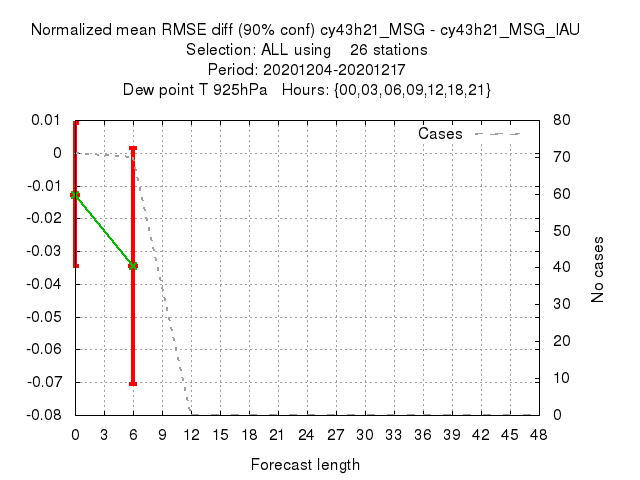 Normalized mean RMSE diff (90% conf) cy43h21_MSG - cy43h21_MSG_IAU
Selection: ALL using 26 stations
Period: 20201204-20201217
Dew point T 925hPa Hours: {00,03,06,09,12,18,21}
Cases
0.01
0
-0.01
-0.02
-0.03
-0.04
-0.05
-0.06
-0.07
-0.08
80
70
60
50
40
30
20
10
0
No cases
0 3 6 9 12 15 18 21 24 27 30 33 36 39 42 45 48
Forecast length